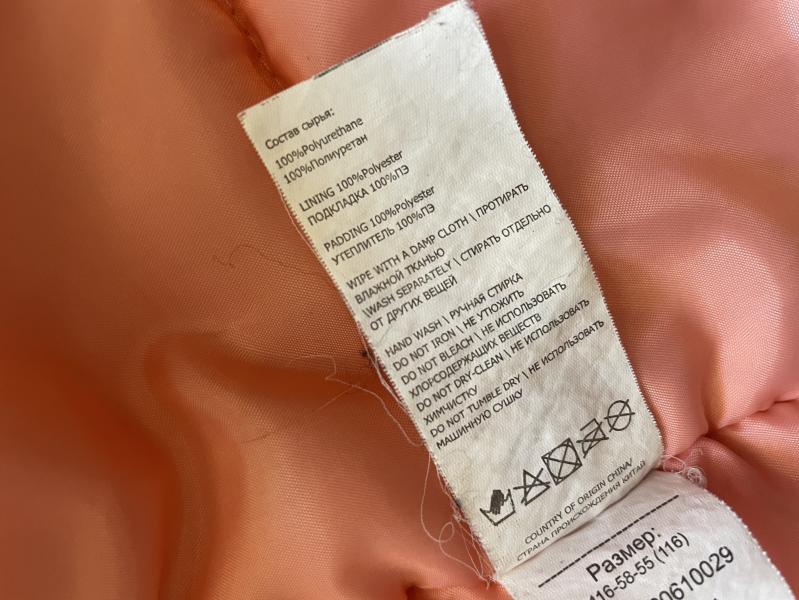 Состав сырья:
100%Polyurethane
100%Полиуретан
LINING 100%Polyester
ПОДКЛАДКА 100%ПЭ
PADDING 100%Polyester
УТЕПЛИТЕЛЬ 100%ПЭ
WIPE WITH A DAMP CLOTH \ ПРОТИРАТЬ
ВЛАЖНОЙ ТКАНЬЮ
\WASH SEPARATELY \ СТИРАТЬ ОТДЕЛЬНО
ОТ ДРУГИХ ВЕЩЕЙ
HAND WASH \ РУЧНАЯ СТИРКА
DO NOT IRON \ НЕ УТЮЖИТЬ
DO NOT BLEACH \ НЕ ИСПОЛЬЗОВАТЬ
ХЛОРСОДЕРЖАЩИХ ВЕЩЕСТВ
DO NOT DRY-CLEAN \ НЕ ИСПОЛЬЗОВАТЬ
ХИМЧИСТКУ
DO NOT TUMBLE DRY \ НЕ ИСПОЛЬЗОВАТЬ
МАШИННУЮ СУШКУ
COUNTRY OF ORIGIN CHINA/
СТРАНА ПРОИСХОЖДЕНИЯ КИТАЙ
Размер:
116-58-55 (116)
0610029